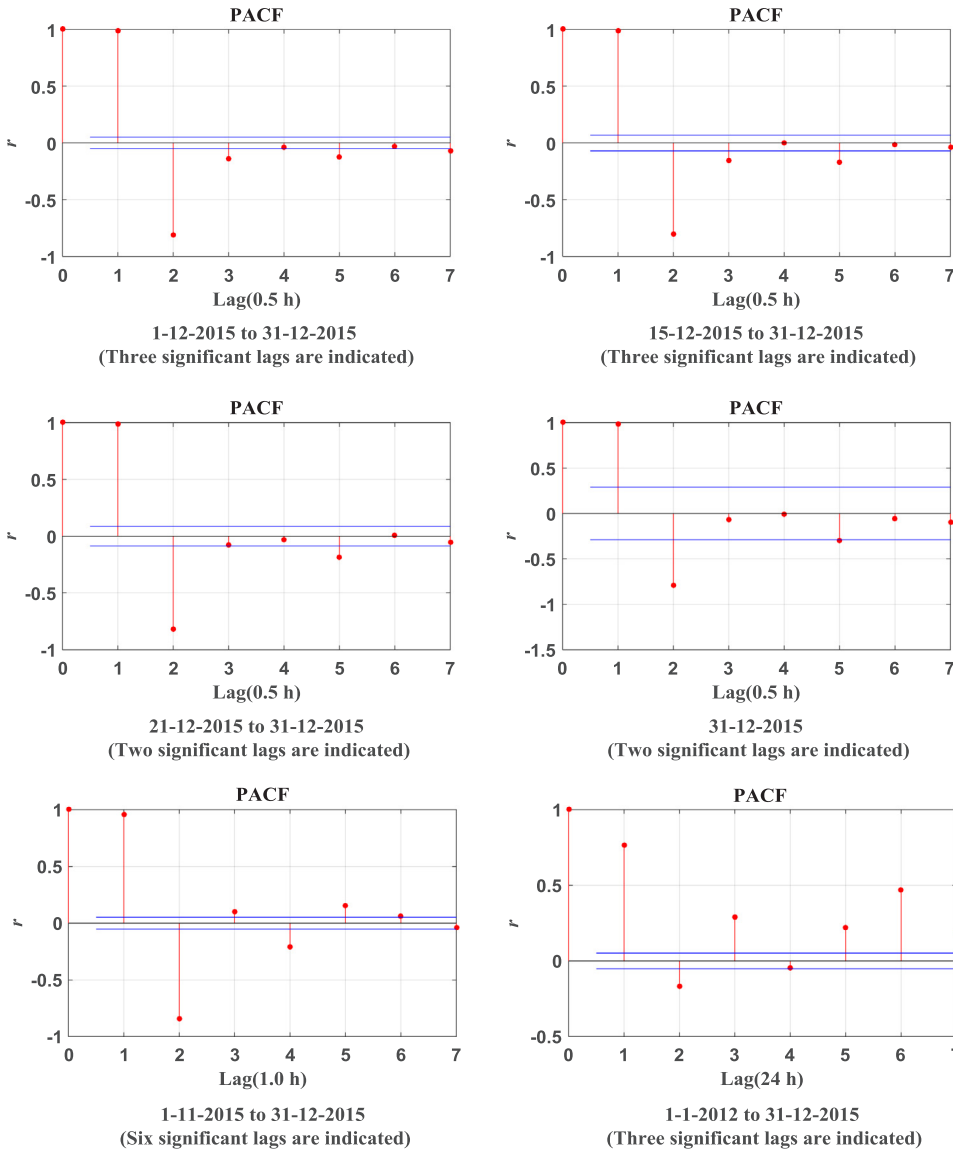 PACF
1
0.5
0
-0.5
-1
r
0 1 2 3 4 5 6 7
Lag(0.5 h)
1-12-2015 to 31-12-2015
(Three significant lags are indicated)
PACF
1
0.5
0
-0.5
-1
r
0 1 2 3 4 5 6 7
Lag(0.5 h)
15-12-2015 to 31-12-2015
(Three significant lags are indicated)
PACF
1
0.5
0
-0.5
-1
r
0 1 2 3 4 5 6 7
Lag(0.5 h)
21-12-2015 to 31-12-2015
(Two significant lags are indicated)
PACF
1
0.5
0
-0.5
-1
-1.5
r
0 1 2 3 4 5 6 7
Lag(0.5 h)
31-12-2015
(Two significant lags are indicated)
PACF
1
0.5
0
-0.5
-1
r
0 1 2 3 4 5 6 7
Lag(1.0 h)
1-11-2015 to 31-12-2015
(Six significant lags are indicated)
PACF
1
0.5
0
-0.5
r
0 1 2 3 4 5 6 7
Lag(24 h)
1-1-2012 to 31-12-2015
(Three significant lags are indicated)